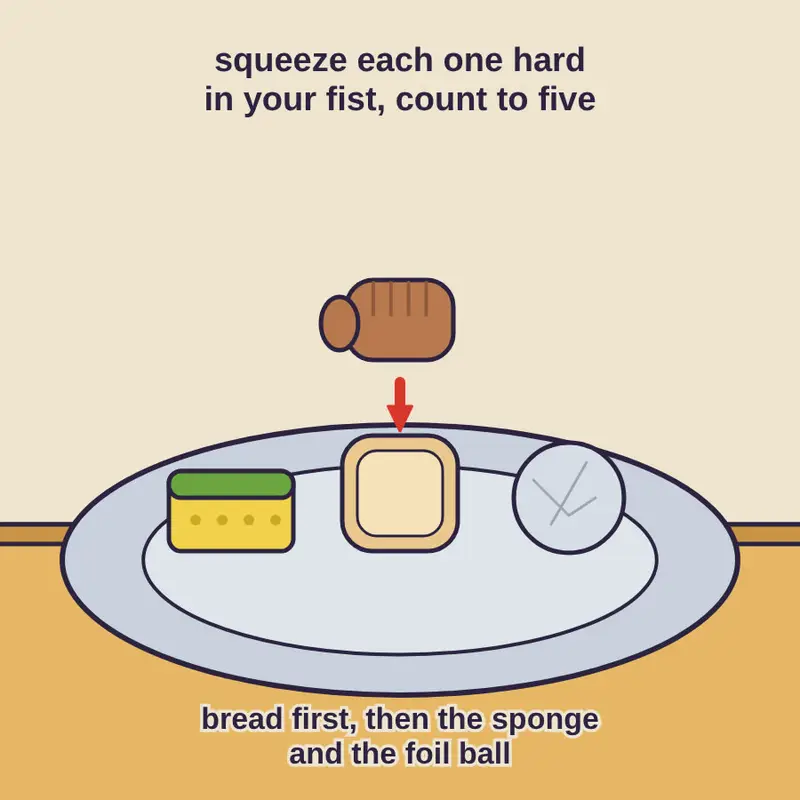 squeeze each one hard
in your fist, count to five
bread first, then the sponge
and the foil ball